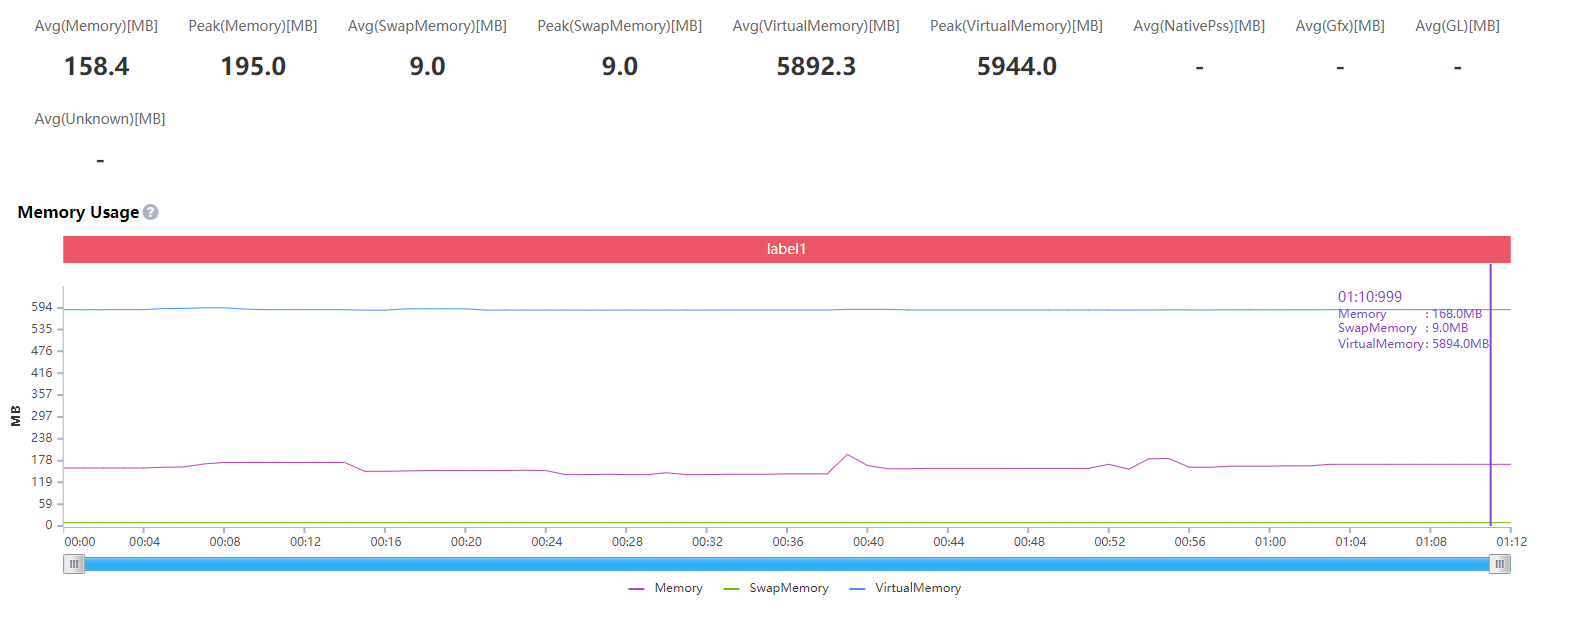 Avg(Memory)[MB] Peak(Memory)[MB] Avg(SwapMemory)[MB] Peak(SwapMemory)[MB] Avg(VirtualMemory)[MB] Peak(VirtualMemory)[MB] Avg(NativePss)[MB] Avg(Gfx)[MB] Avg(GL)[MB]
158.4 195.0 9.0 9.0 5892.3 5944.0 - - -
Avg(Unknown)[MB]
-
Memory Usage ?
label1
01:10:999
Memory : 168.0MB
SwapMemory : 9.0MB
VirtualMemory : 5894.0MB
594
535
476
416
357
297
238
178
119
59
0
MB
00:00 00:04 00:08 00:12 00:16 00:20 00:24 00:28 00:32 00:36 00:40 00:44 00:48 00:52 00:56 01:00 01:04 01:08 01:12
Memory SwapMemory VirtualMemory